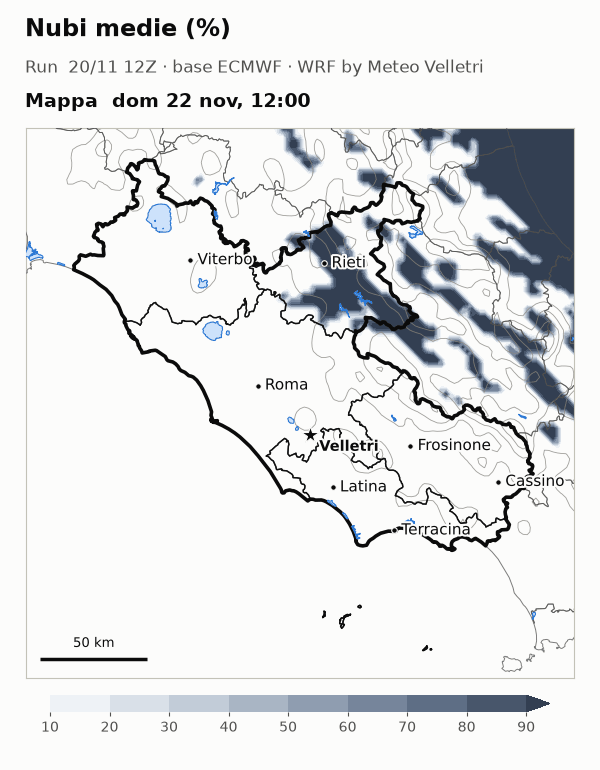 Nubi medie (%)
Run  20/11 12Z · base ECMWF · WRF by Meteo Velletri
Mappa  dom 22 nov, 12:00
Viterbo
Rieti
Roma
Velletri
Frosinone
Cassino
Latina
Terracina
50 km
10 20 30 40 50 60 70 80 90